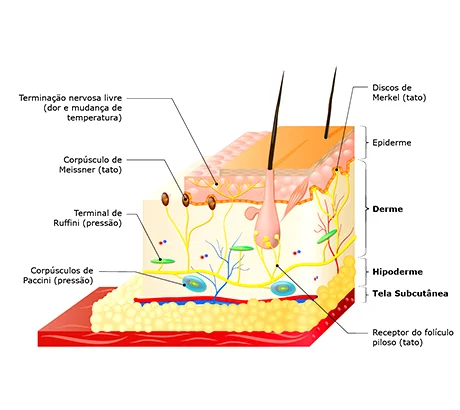 Terminação nervosa livre
(dor e mudança de
temperatura)
Corpúsculo de
Meissner (tato)
Terminal de
Ruffini (pressão)
Corpúsculos de
Paccini (pressão)
Discos de
Merkel (tato)
Epiderme
Derme
Hipoderme
Tela Subcutânea
Receptor do folículo
piloso (tato)